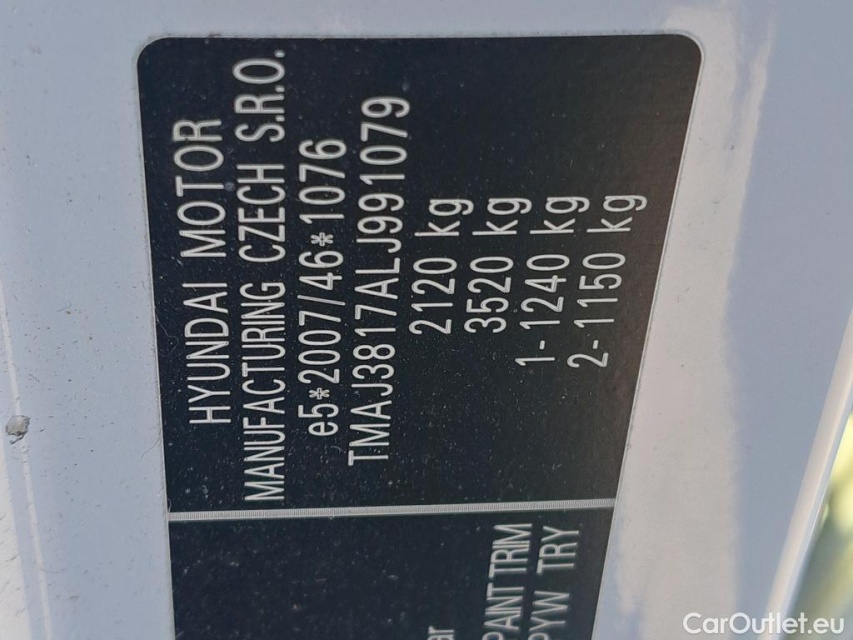 HYUNDAI MOTOR
MANUFACTURING CZECH S.R.O.
e5*2007/46*1076
TMAJ3817ALJ991079
2120 kg
3520 kg
1-1240 kg
2-1150 kg
PAINT TRIM
PYW TRY
CarOutlet.eu